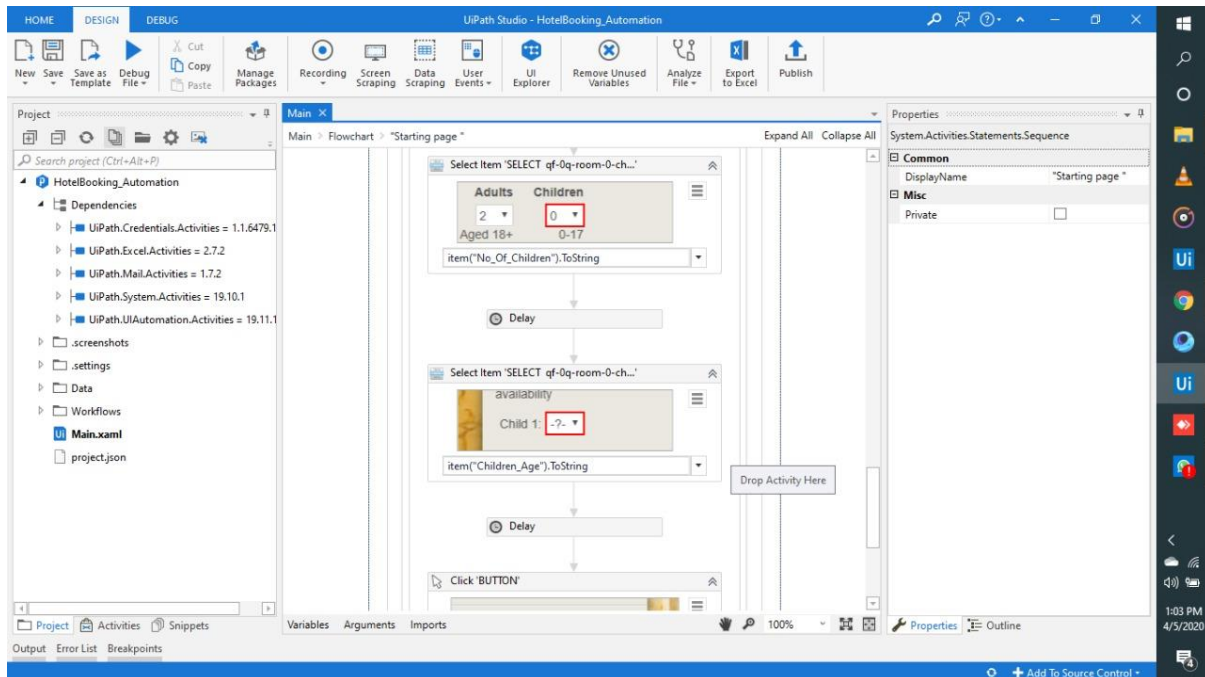 HOME DESIGN DEBUG
UiPath Studio - HotelBooking_Automation
New
Save
Save as Template
Debug File
Cut
Copy
Paste
Manage Packages
Recording
Screen Scraping
Data Scraping
User Events
UI Explorer
Remove Unused Variables
Analyze File
Export to Excel
Publish
Project
Search project (Ctrl+Alt+P)
HotelBooking_Automation
Dependencies
UiPath.Credentials.Activities = 1.1.6479.1
UiPath.Excel.Activities = 2.7.2
UiPath.Mail.Activities = 1.7.2
UiPath.System.Activities = 19.10.1
UiPath.UIAutomation.Activities = 19.11.1
.screenshots
.settings
Data
Workflows
Main.xaml
project.json
Project Activities Snippets
Main
Main > Flowchart > "Starting page "
Expand All Collapse All
Select Item 'SELECT qf-0q-room-0-ch...'
Adults Children
2 0
Aged 18+ 0-17
item("No_Of_Children").ToString
Delay
Select Item 'SELECT qf-0q-room-0-ch...'
availability
Child 1: -?-
item("Children_Age").ToString
Drop Activity Here
Delay
Click 'BUTTON'
Variables Arguments Imports
100%
Properties
System.Activities.Statements.Sequence
Common
DisplayName "Starting page "
Misc
Private
Properties Outline
Output Error List Breakpoints
Add To Source Control
Ui
Ui
1:03 PM
4/5/2020
4